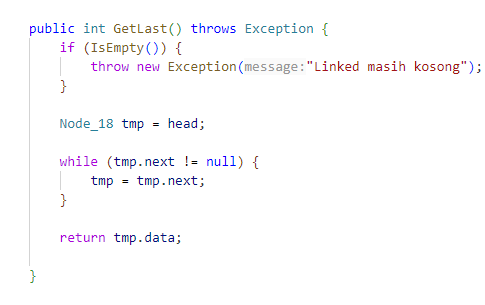 public int GetLast() throws Exception {
if (IsEmpty()) {
throw new Exception(message:"Linked masih kosong");
}
Node_18 tmp = head;
while (tmp.next != null) {
tmp = tmp.next;
}
return tmp.data;
}